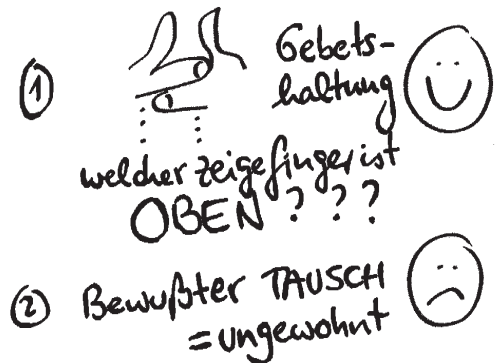 1
Gebets-
haltung
welcher Zeigefinger ist
OBEN ? ? ?
2 Bewußter TAUSCH
= ungewohnt